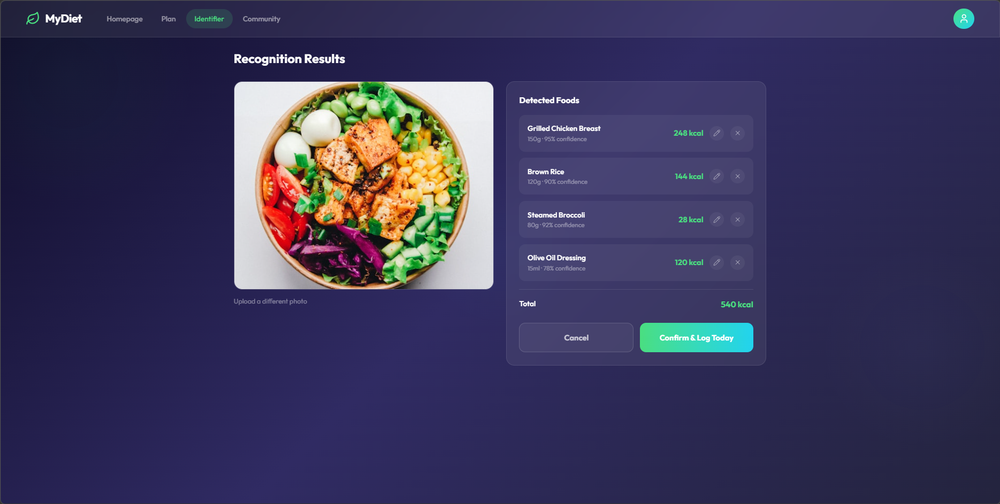 MyDiet
Homepage
Plan
Identifier
Community
Recognition Results
Upload a different photo
Detected Foods
Grilled Chicken Breast
150g · 95% confidence
248 kcal
Brown Rice
120g · 90% confidence
144 kcal
Steamed Broccoli
80g · 92% confidence
28 kcal
Olive Oil Dressing
15ml · 78% confidence
120 kcal
Total
540 kcal
Cancel
Confirm & Log Today